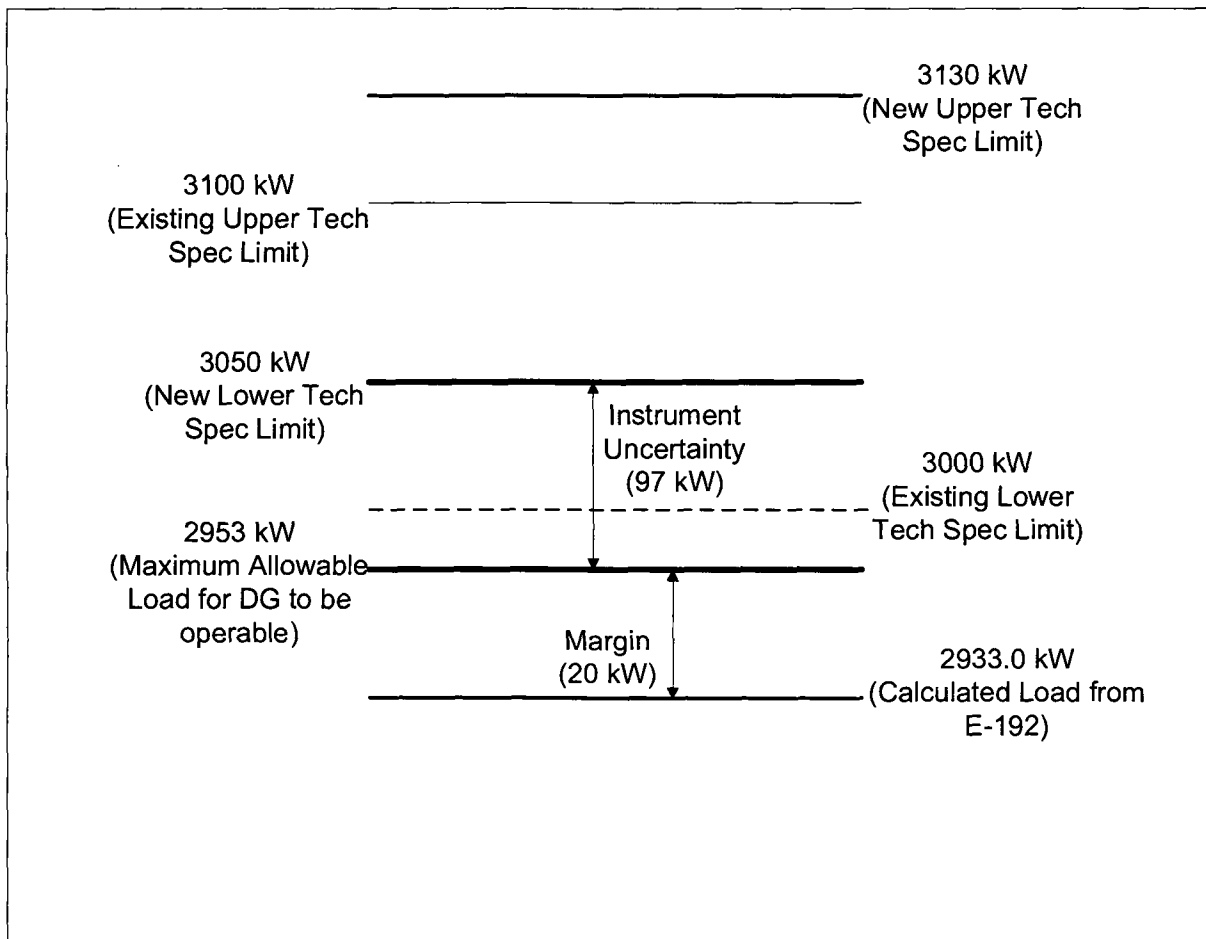 3130 kW
(New Upper Tech
Spec Limit)
3100 kW
(Existing Upper Tech
Spec Limit)
3050 kW
(New Lower Tech
Spec Limit)
Instrument
Uncertainty
(97 kW)
3000 kW
(Existing Lower
Tech Spec Limit)
2953 kW
(Maximum Allowable
Load for DG to be
operable)
Margin
(20 kW)
2933.0 kW
(Calculated Load from
E-192)